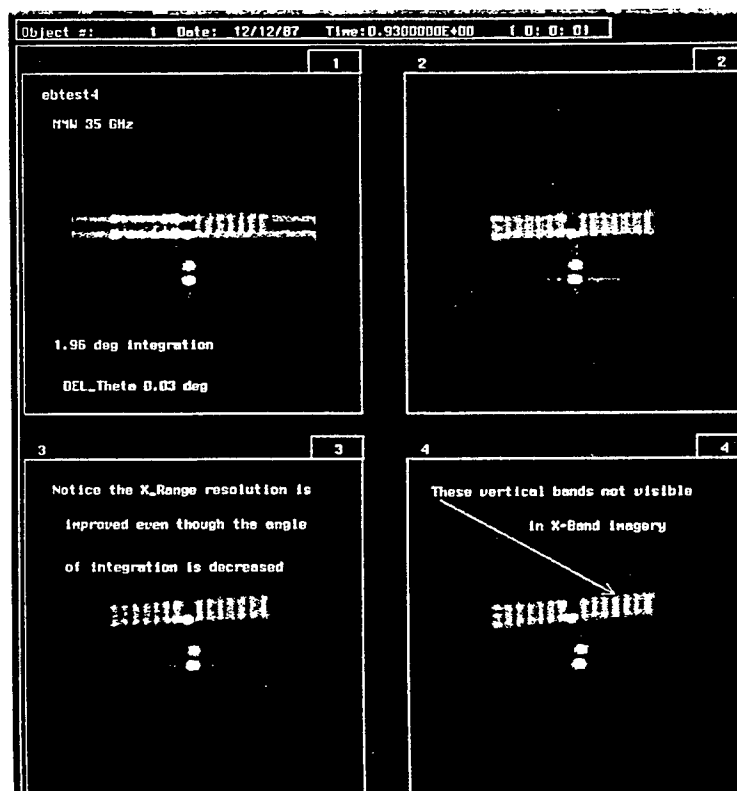 Object #: 1 Date: 12/12/87 Time:0.9300000E+00 [ 0: 0: 0]
1
2 2
ebtest4
MMW 35 GHz
1.96 deg integration
DEL_Theta 0.03 deg
3 3
4 4
Notice the X_Range resolution is
improved even though the angle
of integration is decreased
These vertical bands not visible
in X-Band imagery